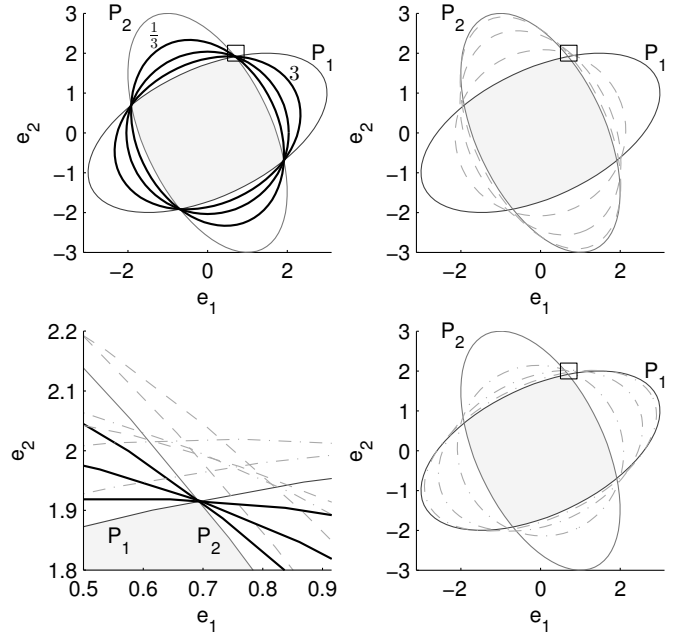 3 P₂ P₁
2
1
0
−1
−2
−3
e₂
1/3
3
−2 0 2
e₁
3 P₂ P₁
2
1
0
−1
−2
−3
e₂
−2 0 2
e₁
2.2
2.1
2
1.9
1.8
e₂
P₁ P₂
0.5 0.6 0.7 0.8 0.9
e₁
3 P₂ P₁
2
1
0
−1
−2
−3
e₂
−2 0 2
e₁